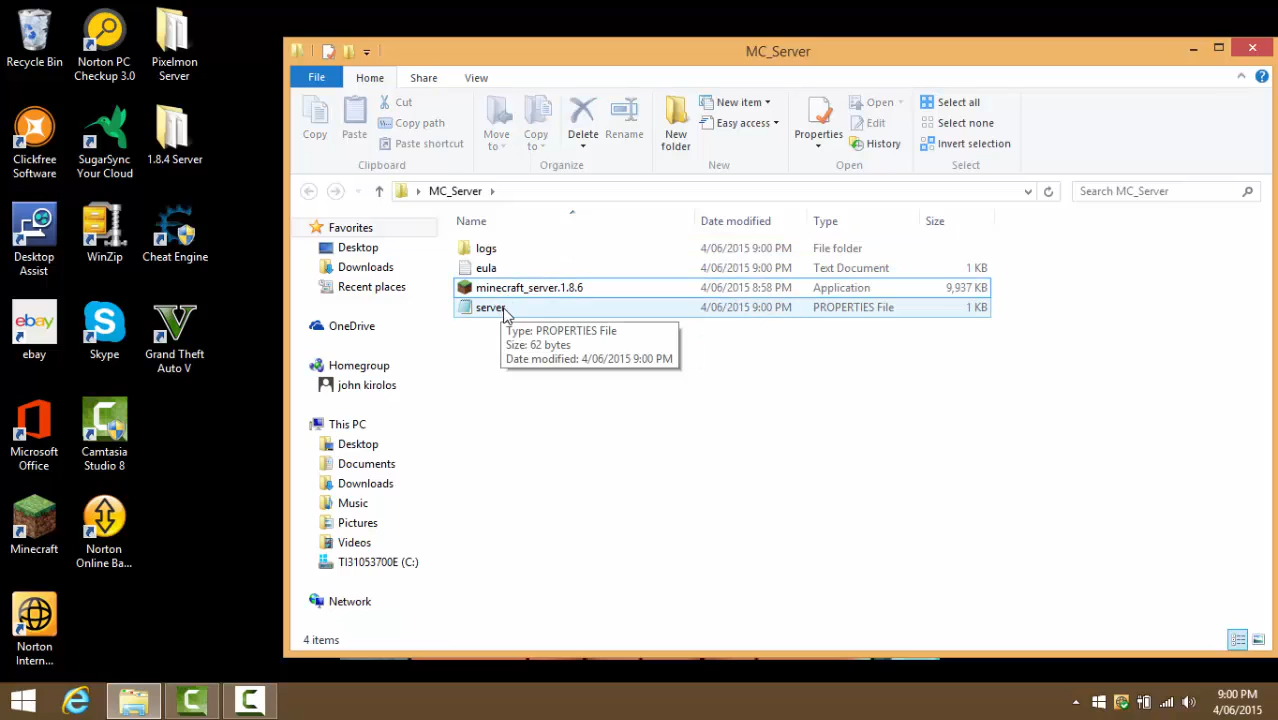 Recycle Bin
Norton PC
Checkup 3.0
Pixelmon
Server
Clickfree
Software
SugarSync
Your Cloud
1.8.4 Server
Desktop
Assist
WinZip
Cheat Engine
ebay
ebay
Skype
Grand Theft
Auto V
Microsoft
Office
Camtasia
Studio 8
Minecraft
Norton
Online Ba...
Norton
Intern...
MC_Server
File
Home
Share
View
Copy
Paste
Cut
Copy path
Paste shortcut
Clipboard
Move
to
Copy
to
Delete
Rename
Organize
New
folder
New item
Easy access
New
Properties
Open
Edit
History
Open
Select all
Select none
Invert selection
Select
MC_Server
Search MC_Server
Name
Date modified
Type
Size
logs 4/06/2015 9:00 PM File folder
eula 4/06/2015 9:00 PM Text Document 1 KB
minecraft_server.1.8.6 4/06/2015 8:58 PM Application 9,937 KB
server 4/06/2015 9:00 PM PROPERTIES File 1 KB
Type: PROPERTIES File
Size: 62 bytes
Date modified: 4/06/2015 9:00 PM
Favorites
Desktop
Downloads
Recent places
OneDrive
Homegroup
john kirolos
This PC
Desktop
Documents
Downloads
Music
Pictures
Videos
TI31053700E (C:)
Network
4 items
9:00 PM
4/06/2015